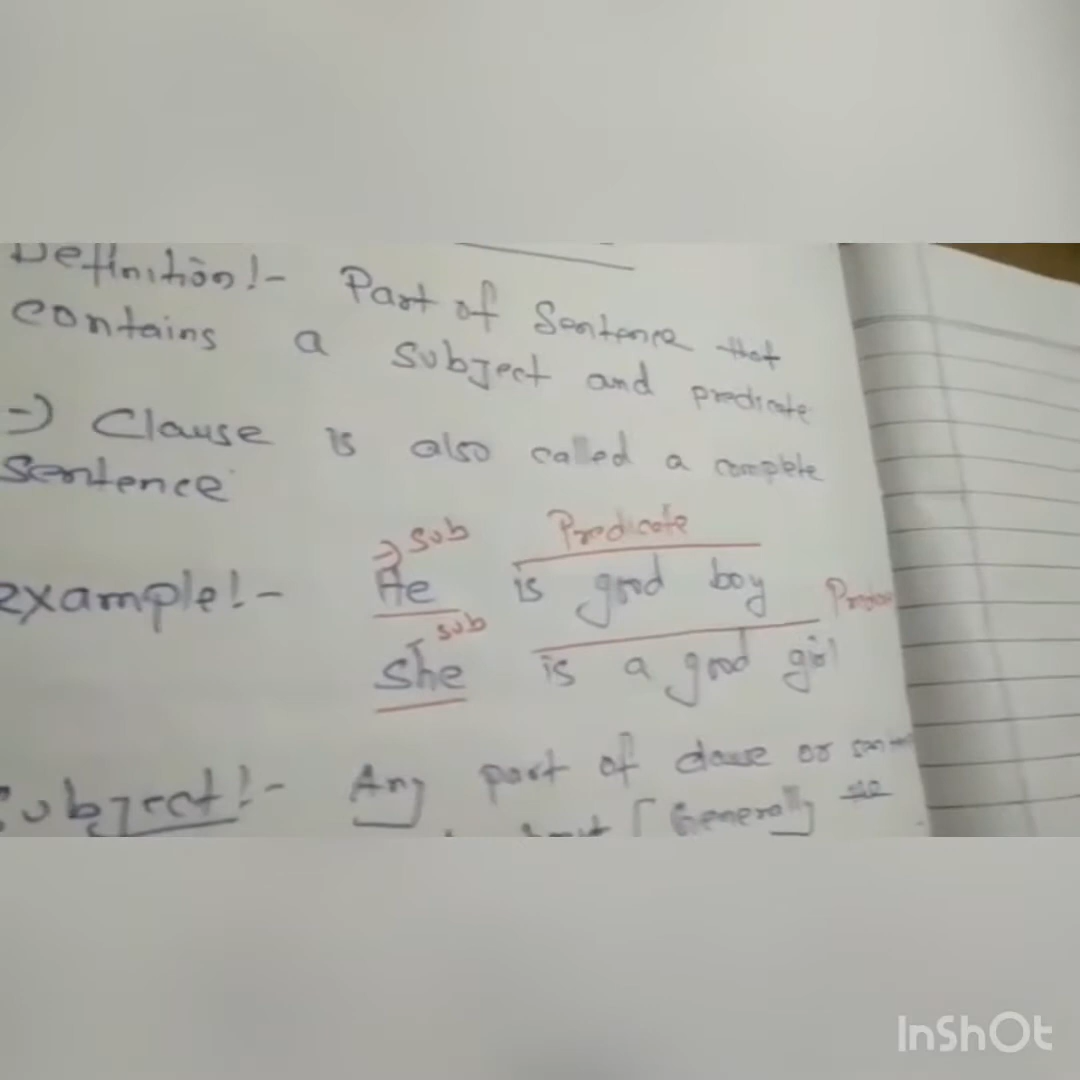 Definition!- Part of Sentence that
contains a subject and predicate
=) Clause is also called a complete
Sentence
sub Predicate
example!- He is good boy
sub
She is a good girl
Subject!- Any part of clause or
[Generally
InShOt